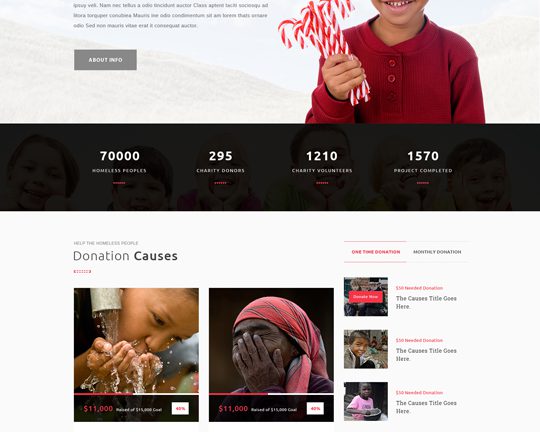 ipsuy veli. Nam nec tellus a odio tincidunt auctor Class aptent taciti sociosqu ad
litora torquper conubina Mauris ine odio condimentum sit am lorem thats ornare
odio. Sed non mauris vitae erat it consequat auctor.
ABOUT INFO
70000 295 1210 1570
HOMELESS PEOPLES CHARITY DONORS CHARITY VOLUNTEERS PROJECT COMPLETED
HELP THE HOMELESS PEOPLE
Donation Causes
ONE TIME DONATION MONTHLY DONATION
$50 Needed Donation
Donate Now
The Causes Title Goes
Here.
$50 Needed Donation
The Causes Title Goes
Here.
$50 Needed Donation
The Causes Title Goes
Here.
$11,000 Raised of $15,000 Goal 40%
$11,000 Raised of $15,000 Goal 40%